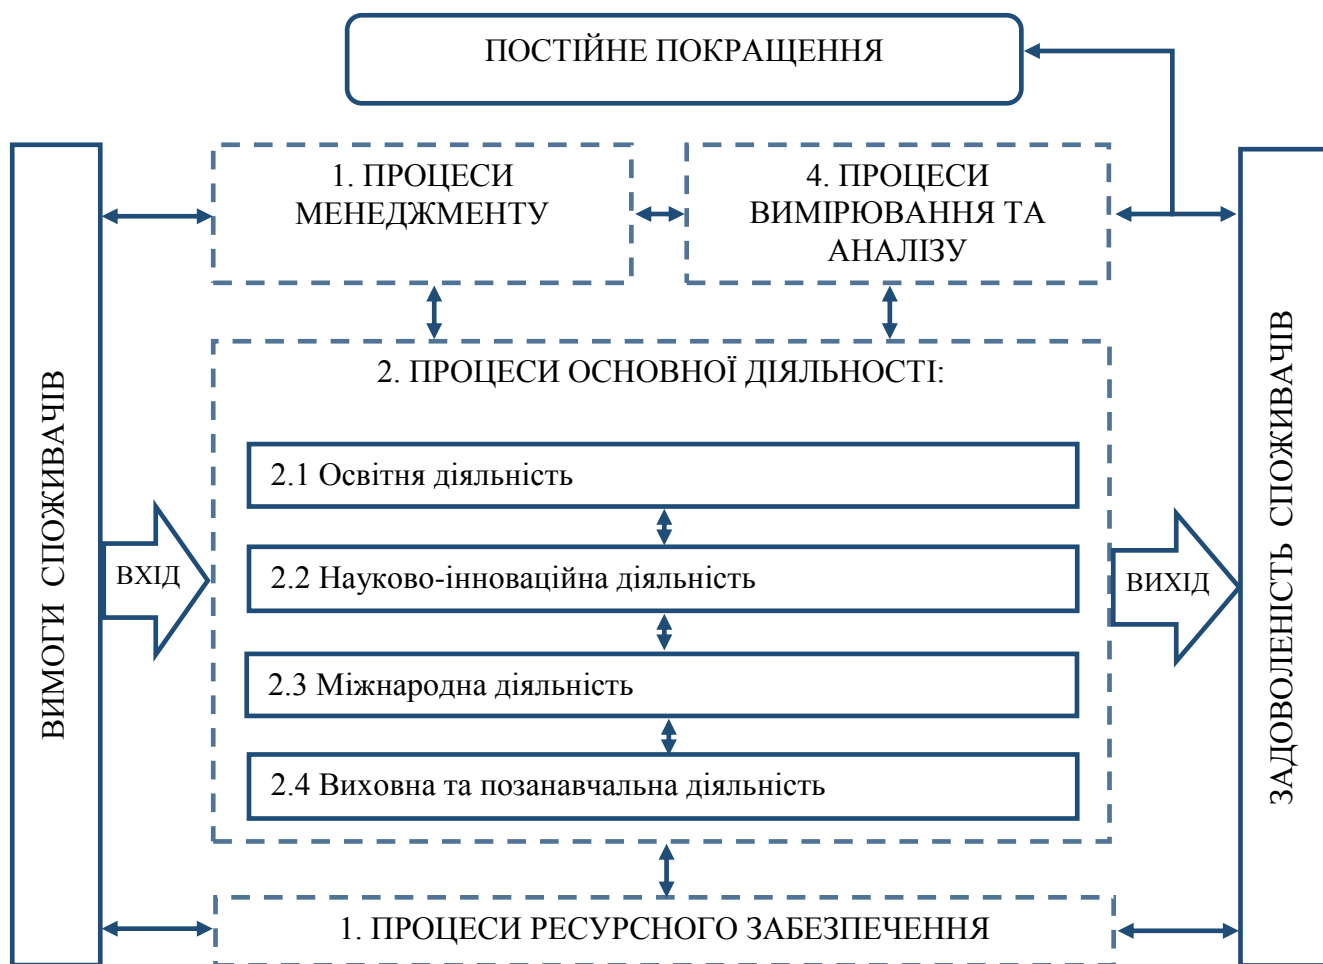 ПОСТІЙНЕ ПОКРАЩЕННЯ
1. ПРОЦЕСИ
МЕНЕДЖМЕНТУ
4. ПРОЦЕСИ
ВИМІРЮВАННЯ ТА
АНАЛІЗУ
ВИМОГИ СПОЖИВАЧІВ
ВХІД
2. ПРОЦЕСИ ОСНОВНОЇ ДІЯЛЬНОСТІ:
2.1 Освітня діяльність
2.2 Науково-інноваційна діяльність
2.3 Міжнародна діяльність
2.4 Виховна та позанавчальна діяльність
ВИХІД
ЗАДОВОЛЕНІСТЬ СПОЖИВАЧІВ
1. ПРОЦЕСИ РЕСУРСНОГО ЗАБЕЗПЕЧЕННЯ